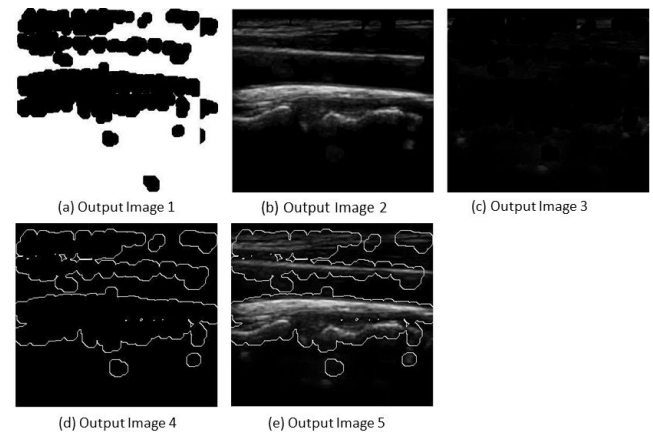 (a) Output Image 1
(b) Output Image 2
(c) Output Image 3
(d) Output Image 4
(e) Output Image 5